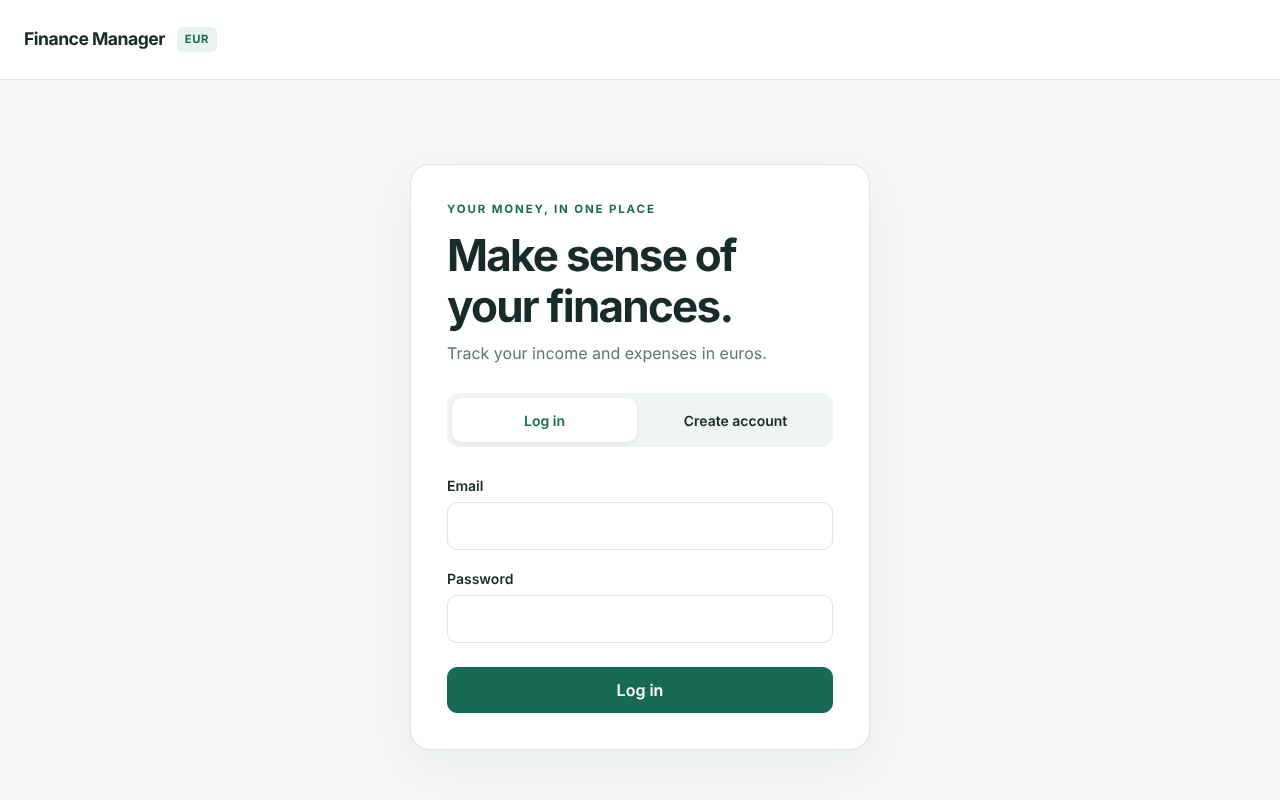 Finance Manager EUR
YOUR MONEY, IN ONE PLACE
Make sense of
your finances.
Track your income and expenses in euros.
Log in Create account
Email
Password
Log in